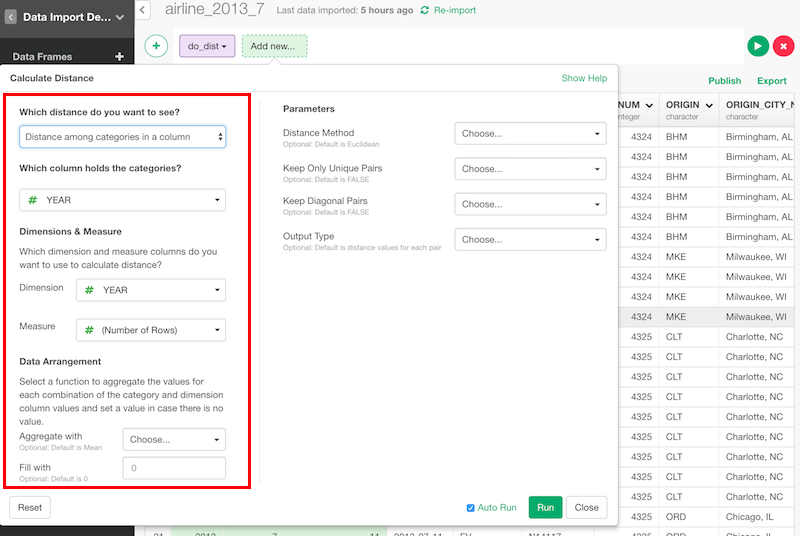 Data Import De...
Data Frames
airline_2013_7
Last data imported: 5 hours ago
Re-import
do_dist
Add new...
Calculate Distance
Show Help
Which distance do you want to see?
Distance among categories in a column
Which column holds the categories?
# YEAR
Dimensions & Measure
Which dimension and measure columns do you
want to use to calculate distance?
Dimension
# YEAR
Measure
# (Number of Rows)
Data Arrangement
Select a function to aggregate the values for
each combination of the category and dimension
column values and set a value in case there is no
value.
Aggregate with
Optional: Default is Mean
Choose...
Fill with
Optional: Default is 0
0
Parameters
Distance Method
Optional: Default is Euclidean
Choose...
Keep Only Unique Pairs
Optional: Default is FALSE
Choose...
Keep Diagonal Pairs
Optional: Default is FALSE
Choose...
Output Type
Optional: Default is distance values for each pair
Choose...
Reset
Auto Run
Run
Close
Publish
Export
NUM ORIGIN ORIGIN_CITY_N
nteger character character
4324 BHM Birmingham, AL
4324 BHM Birmingham, AL
4324 BHM Birmingham, AL
4324 BHM Birmingham, AL
4324 BHM Birmingham, AL
4324 BHM Birmingham, AL
4324 MKE Milwaukee, WI
4324 MKE Milwaukee, WI
4324 MKE Milwaukee, WI
4324 MKE Milwaukee, WI
4325 CLT Charlotte, NC
4325 CLT Charlotte, NC
4325 CLT Charlotte, NC
4325 CLT Charlotte, NC
4325 CLT Charlotte, NC
4325 CLT Charlotte, NC
4325 CLT Charlotte, NC
4325 CLT Charlotte, NC
4325 CLT Charlotte, NC
4325 ORD Chicago, IL